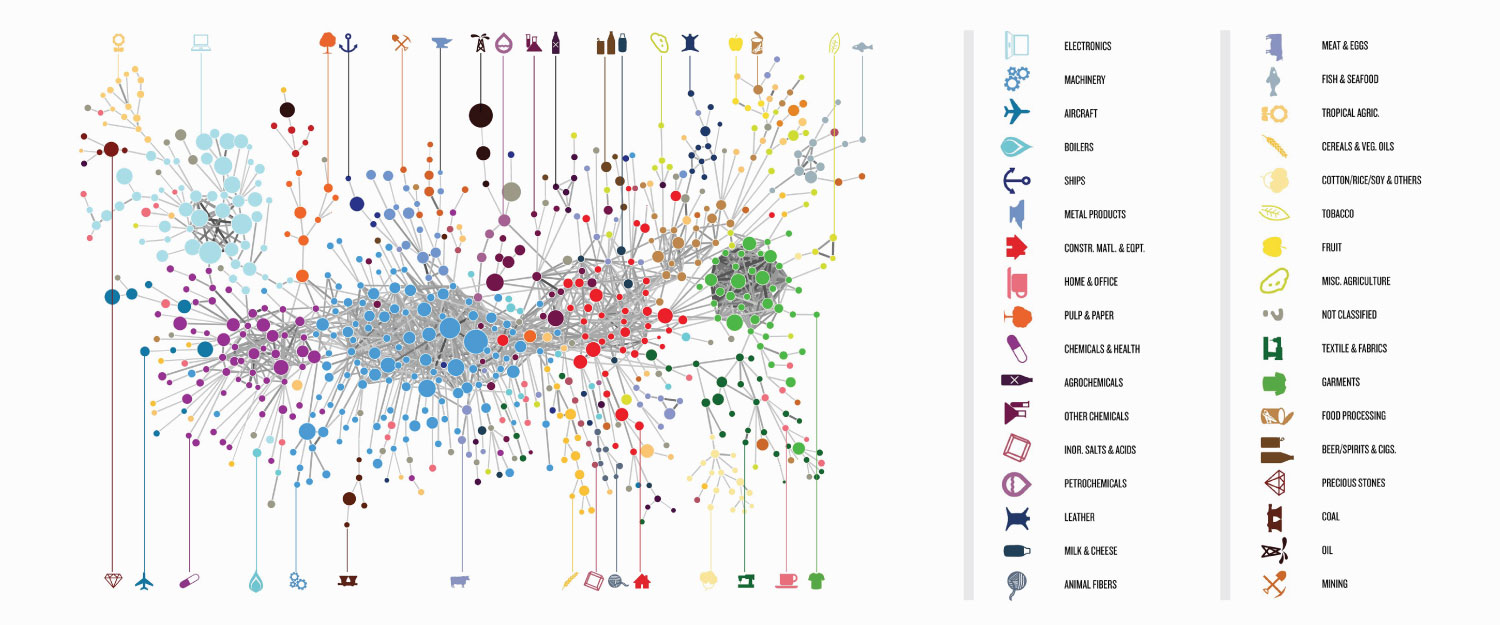 ELECTRONICS
MACHINERY
AIRCRAFT
BOILERS
SHIPS
METAL PRODUCTS
CONSTR. MATL. & EQPT.
HOME & OFFICE
PULP & PAPER
CHEMICALS & HEALTH
AGROCHEMICALS
OTHER CHEMICALS
INOR. SALTS & ACIDS
PETROCHEMICALS
LEATHER
MILK & CHEESE
ANIMAL FIBERS
MEAT & EGGS
FISH & SEAFOOD
TROPICAL AGRIC.
CEREALS & VEG. OILS
COTTON/RICE/SOY & OTHERS
TOBACCO
FRUIT
MISC. AGRICULTURE
NOT CLASSIFIED
TEXTILE & FABRICS
GARMENTS
FOOD PROCESSING
BEER/SPIRITS & CIGS.
PRECIOUS STONES
COAL
OIL
MINING